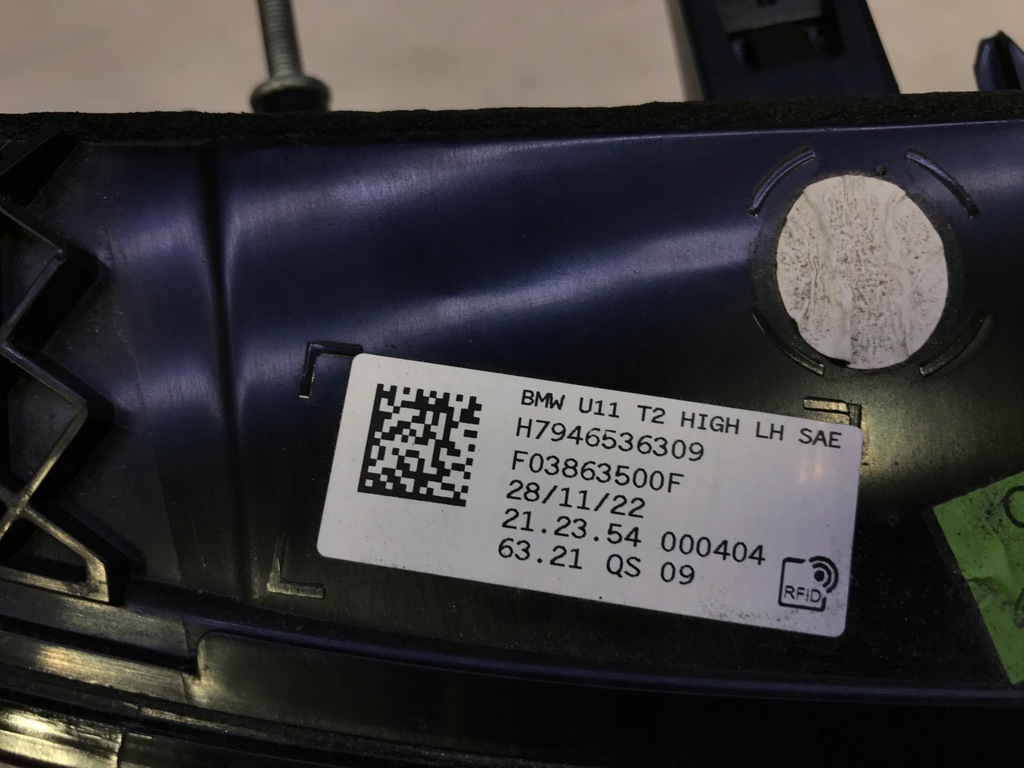 BMW U11 T2 HIGH LH SAE
H7946536309
F03863500F
28/11/22
21.23.54 000404
63.21 QS 09
RFID